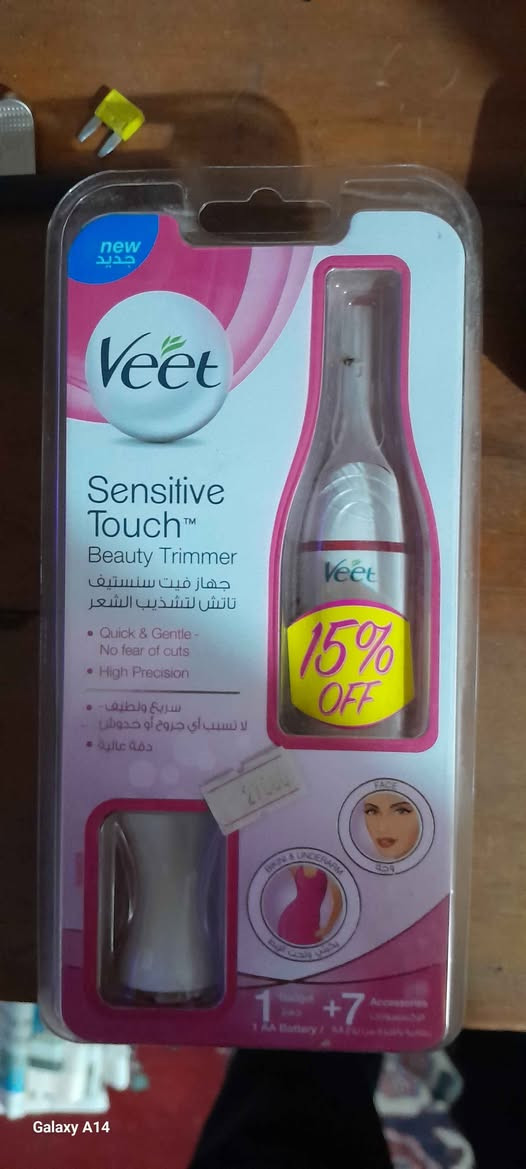 new
جديد
Veet
Sensitive
Touch™
Beauty Trimmer
جهاز فيت سنستيف
تاتش لتشذيب الشعر
• Quick & Gentle -
No fear of cuts
• High Precision
• سريع ولطيف -
لا تسبب أي جروح أو خدوش
• دقة عالية
Veet
15%
OFF
FACE
BIKINI & UNDERARM
1 +7 Accessories
1 AA Battery /
Galaxy A14